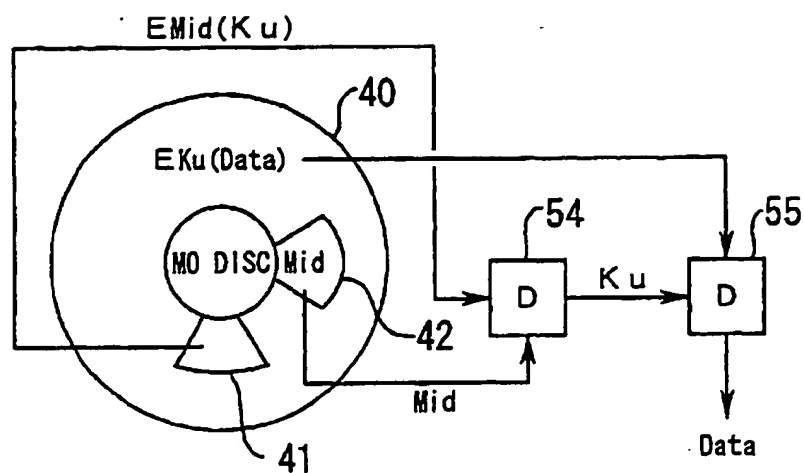 EMid(Ku)
40
EKu(Data)
54
55
MO DISC
Mid
D
Ku
D
42
Mid
41
Data